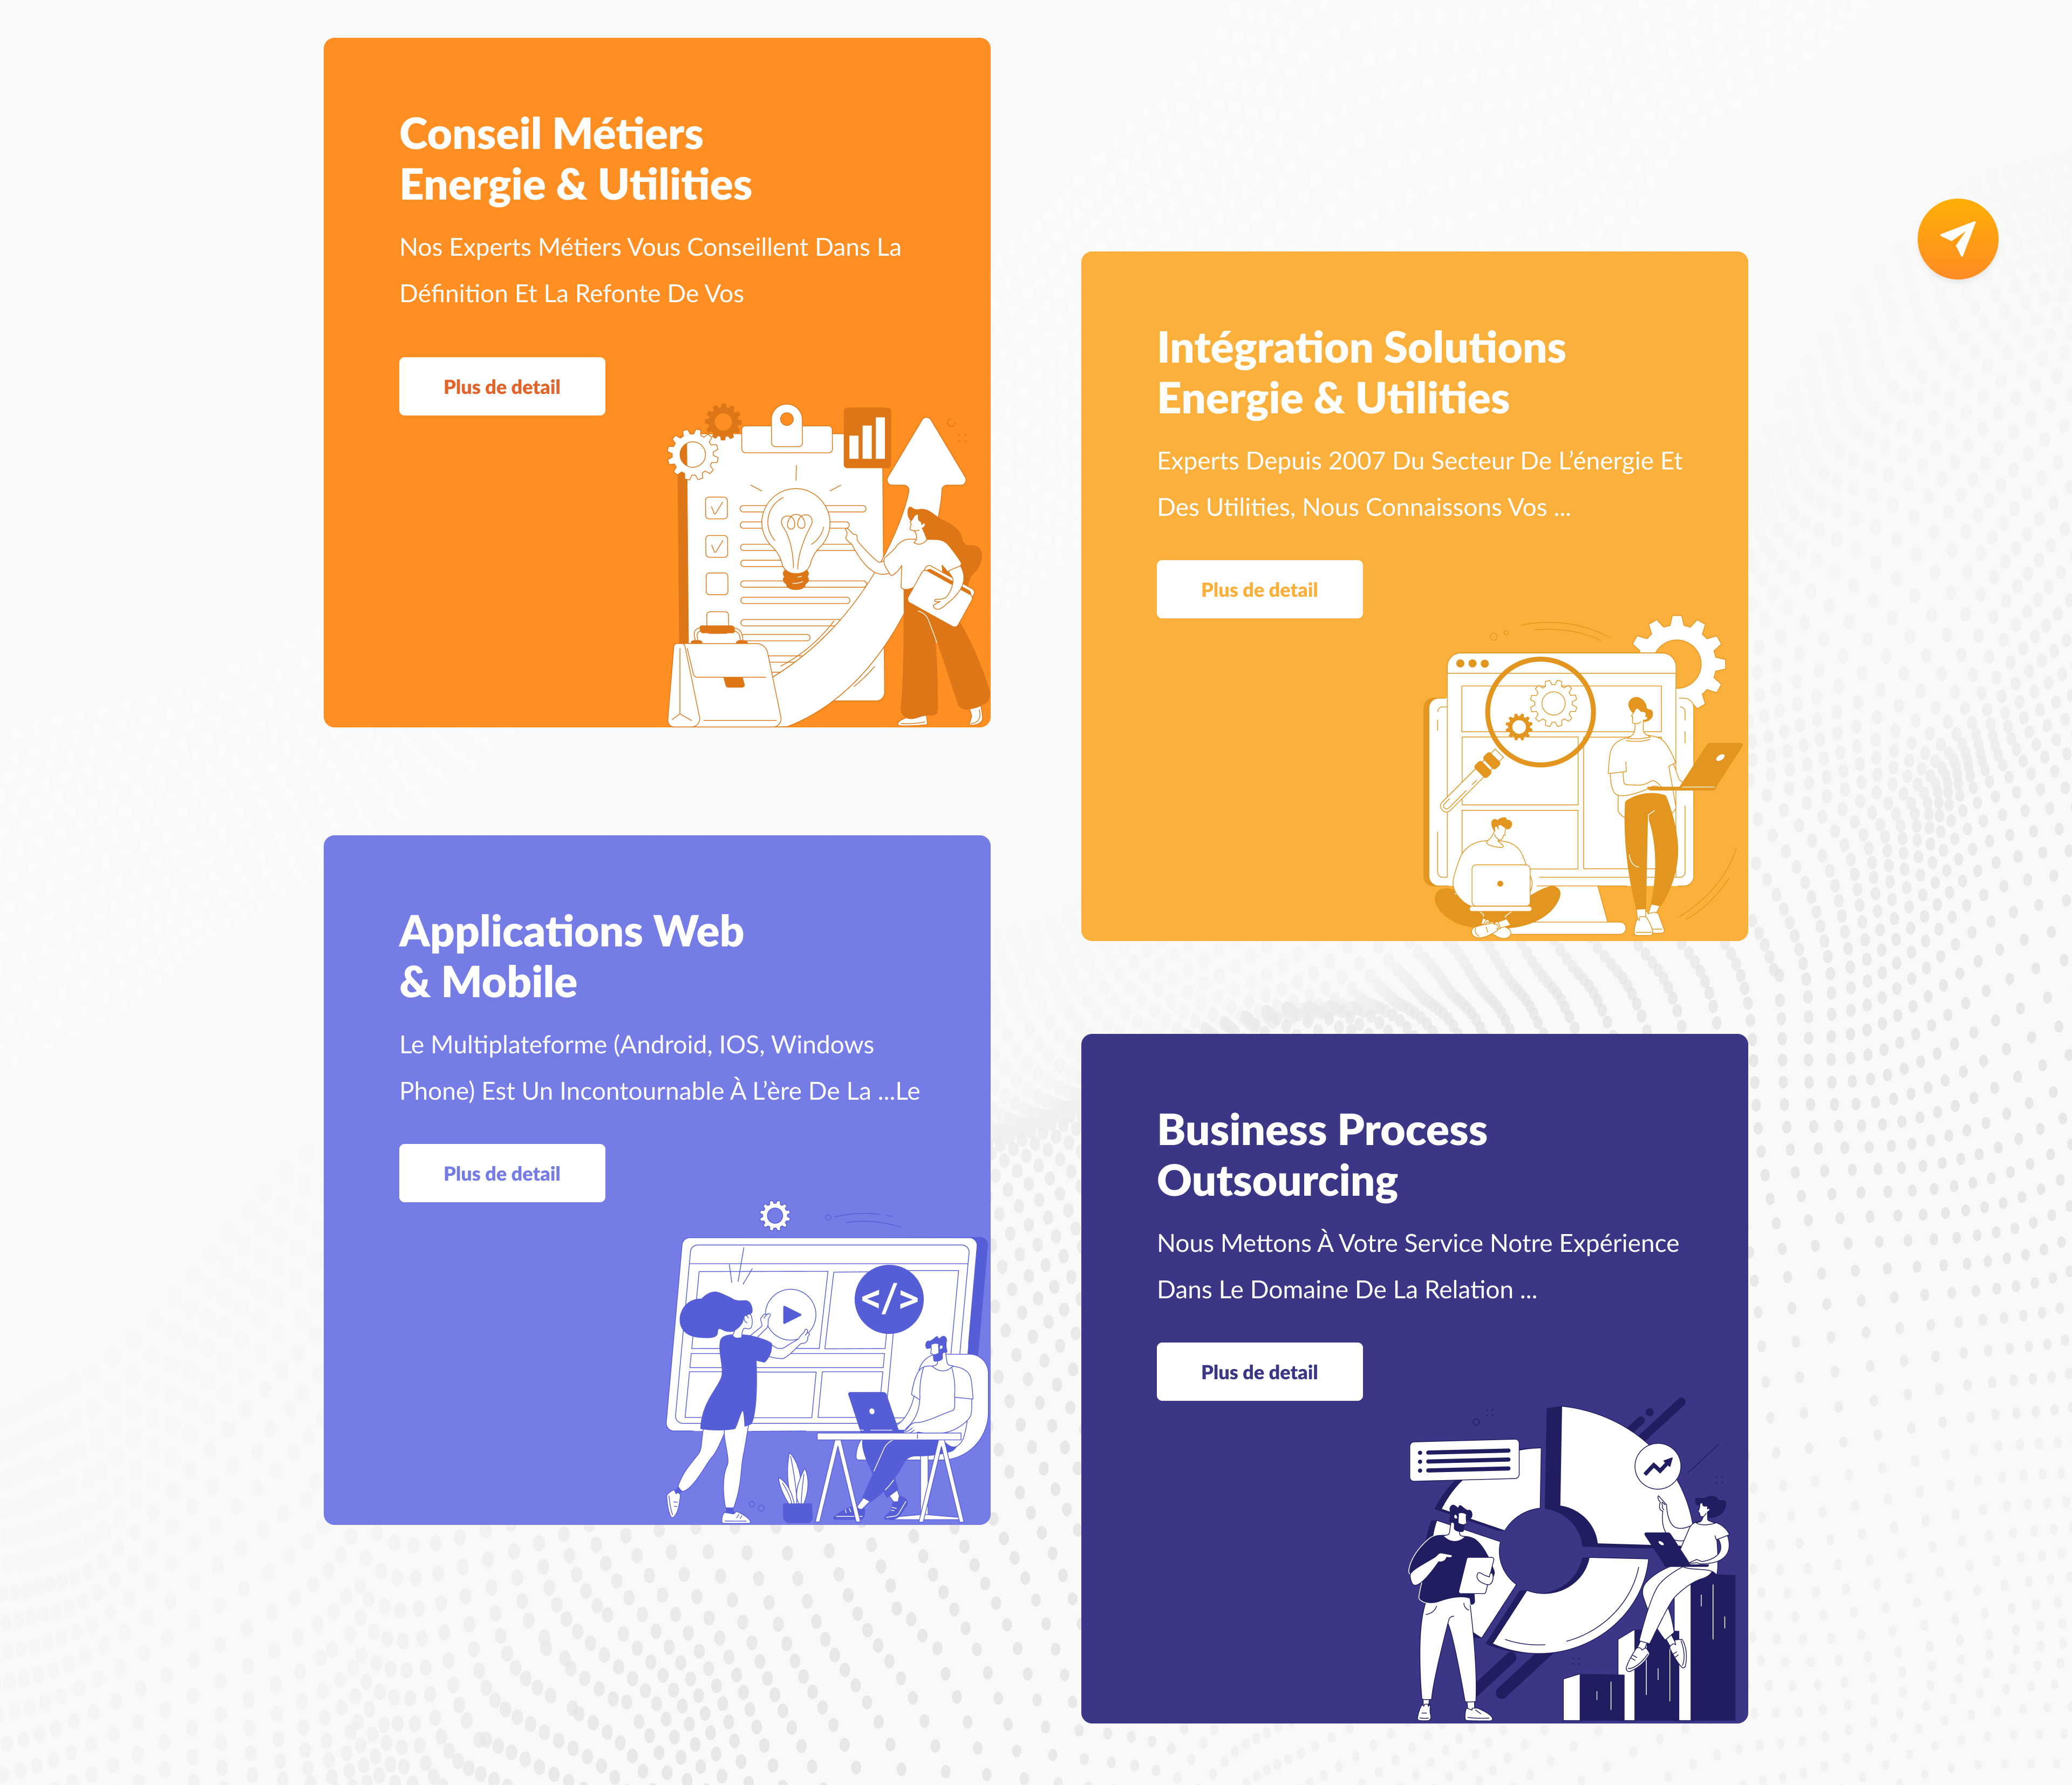 Conseil Métiers
Energie & Utilities
Nos Experts Métiers Vous Conseillent Dans La
Définition Et La Refonte De Vos
Plus de detail
Intégration Solutions
Energie & Utilities
Experts Depuis 2007 Du Secteur De L’énergie Et
Des Utilities, Nous Connaissons Vos ...
Plus de detail
Applications Web
& Mobile
Le Multiplateforme (Android, IOS, Windows
Phone) Est Un Incontournable À L’ère De La ...Le
Plus de detail
</>
Business Process
Outsourcing
Nous Mettons À Votre Service Notre Expérience
Dans Le Domaine De La Relation ...
Plus de detail